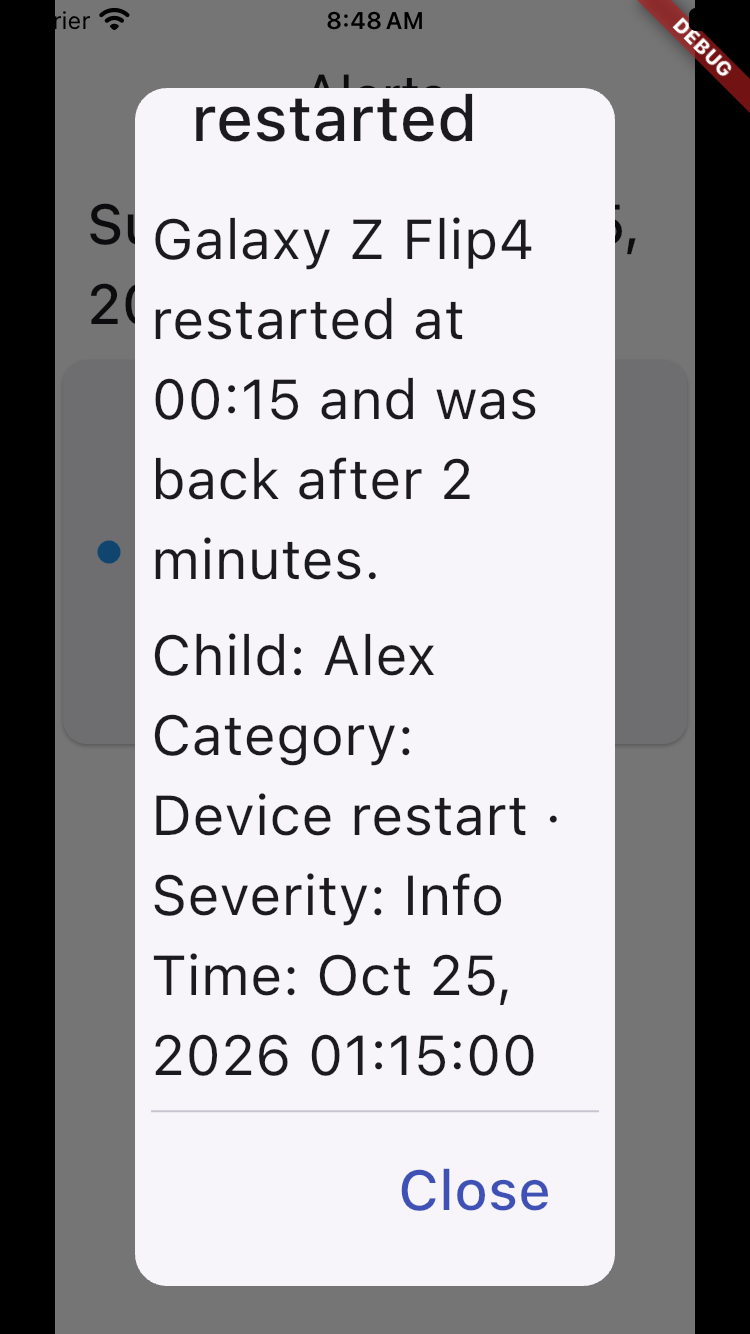 8:48 AM
DEBUG
restarted
Galaxy Z Flip4
restarted at
00:15 and was
back after 2
minutes.
Child: Alex
Category:
Device restart ·
Severity: Info
Time: Oct 25,
2026 01:15:00
Close